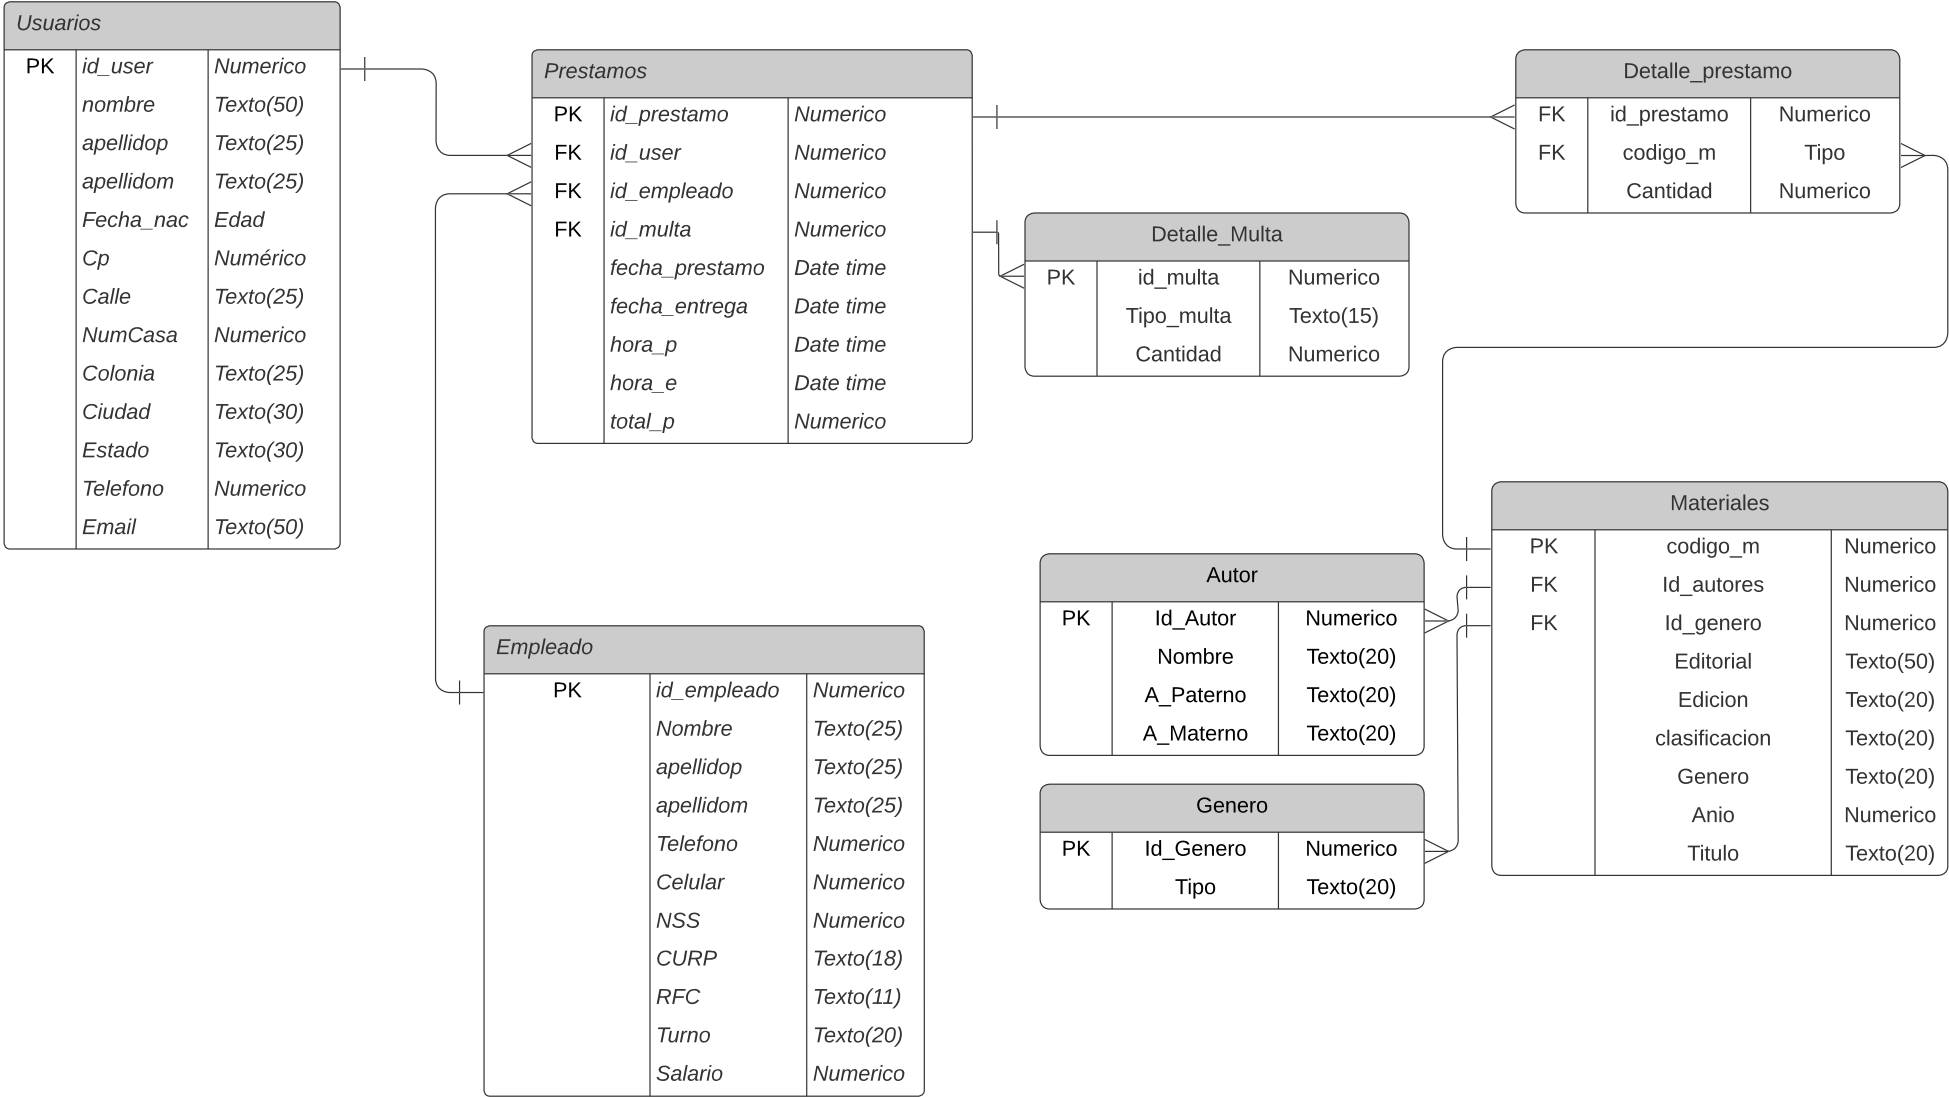 Usuarios
PK id_user Numerico
nombre Texto(50)
apellidop Texto(25)
apellidom Texto(25)
Fecha_nac Edad
Cp Numérico
Calle Texto(25)
NumCasa Numerico
Colonia Texto(25)
Ciudad Texto(30)
Estado Texto(30)
Telefono Numerico
Email Texto(50)
Prestamos
PK id_prestamo Numerico
FK id_user Numerico
FK id_empleado Numerico
FK id_multa Numerico
fecha_prestamo Date time
fecha_entrega Date time
hora_p Date time
hora_e Date time
total_p Numerico
Detalle_prestamo
FK id_prestamo Numerico
FK codigo_m Tipo
Cantidad Numerico
Detalle_Multa
PK id_multa Numerico
Tipo_multa Texto(15)
Cantidad Numerico
Empleado
PK id_empleado Numerico
Nombre Texto(25)
apellidop Texto(25)
apellidom Texto(25)
Telefono Numerico
Celular Numerico
NSS Numerico
CURP Texto(18)
RFC Texto(11)
Turno Texto(20)
Salario Numerico
Autor
PK Id_Autor Numerico
Nombre Texto(20)
A_Paterno Texto(20)
A_Materno Texto(20)
Genero
PK Id_Genero Numerico
Tipo Texto(20)
Materiales
PK codigo_m Numerico
FK Id_autores Numerico
FK Id_genero Numerico
Editorial Texto(50)
Edicion Texto(20)
clasificacion Texto(20)
Genero Texto(20)
Anio Numerico
Titulo Texto(20)